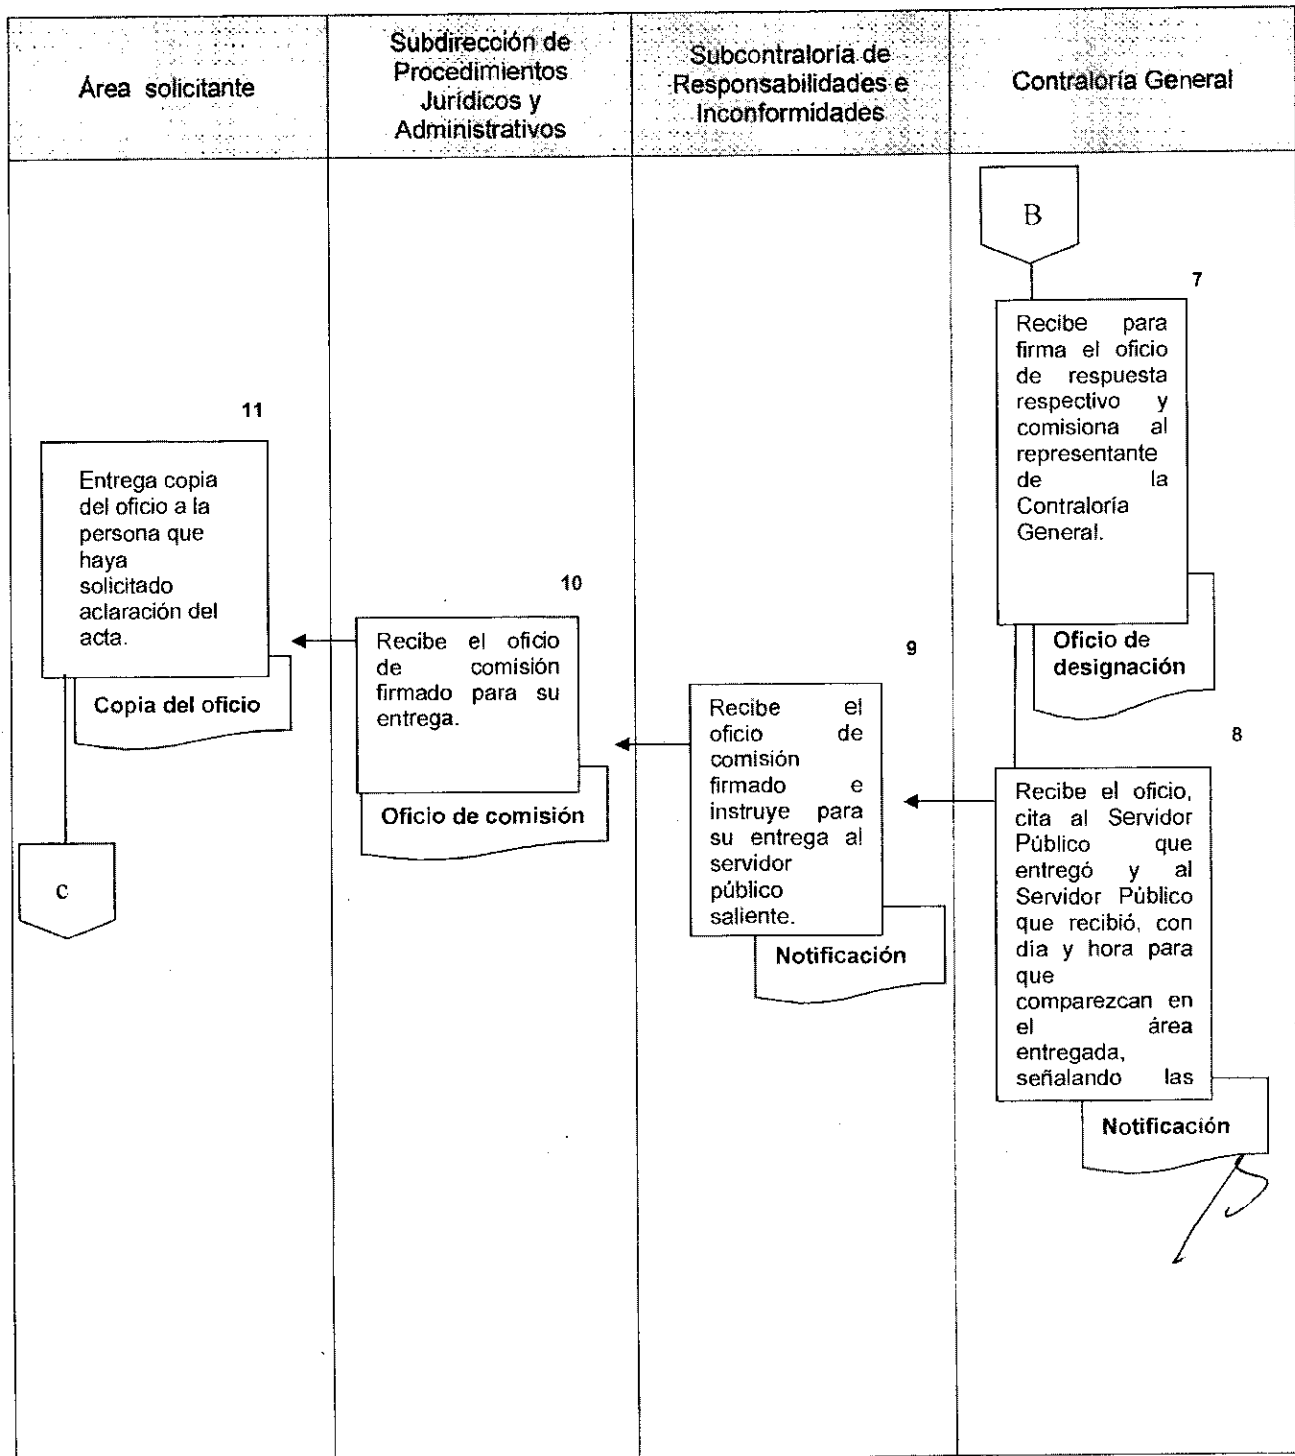 Área solicitante
Subdirección de
Procedimientos
Jurídicos y
Administrativos
Subcontraloría de
Responsabilidades e
Inconformidades
Contraloría General
B
7
Recibe para
firma el oficio
de respuesta
respectivo y
comisiona al
representante
de la
Contraloría
General.
Oficio de
designación
8
Recibe el oficio,
cita al Servidor
Público que
entregó y al
Servidor Público
que recibió, con
día y hora para
que
comparezcan en
el área
entregada,
señalando las
Notificación
9
Recibe el
oficio de
comisión
firmado e
instruye para
su entrega al
servidor
público
saliente.
Notificación
10
Recibe el oficio
de comisión
firmado para su
entrega.
Oficio de comisión
11
Entrega copia
del oficio a la
persona que
haya
solicitado
aclaración del
acta.
Copia del oficio
c